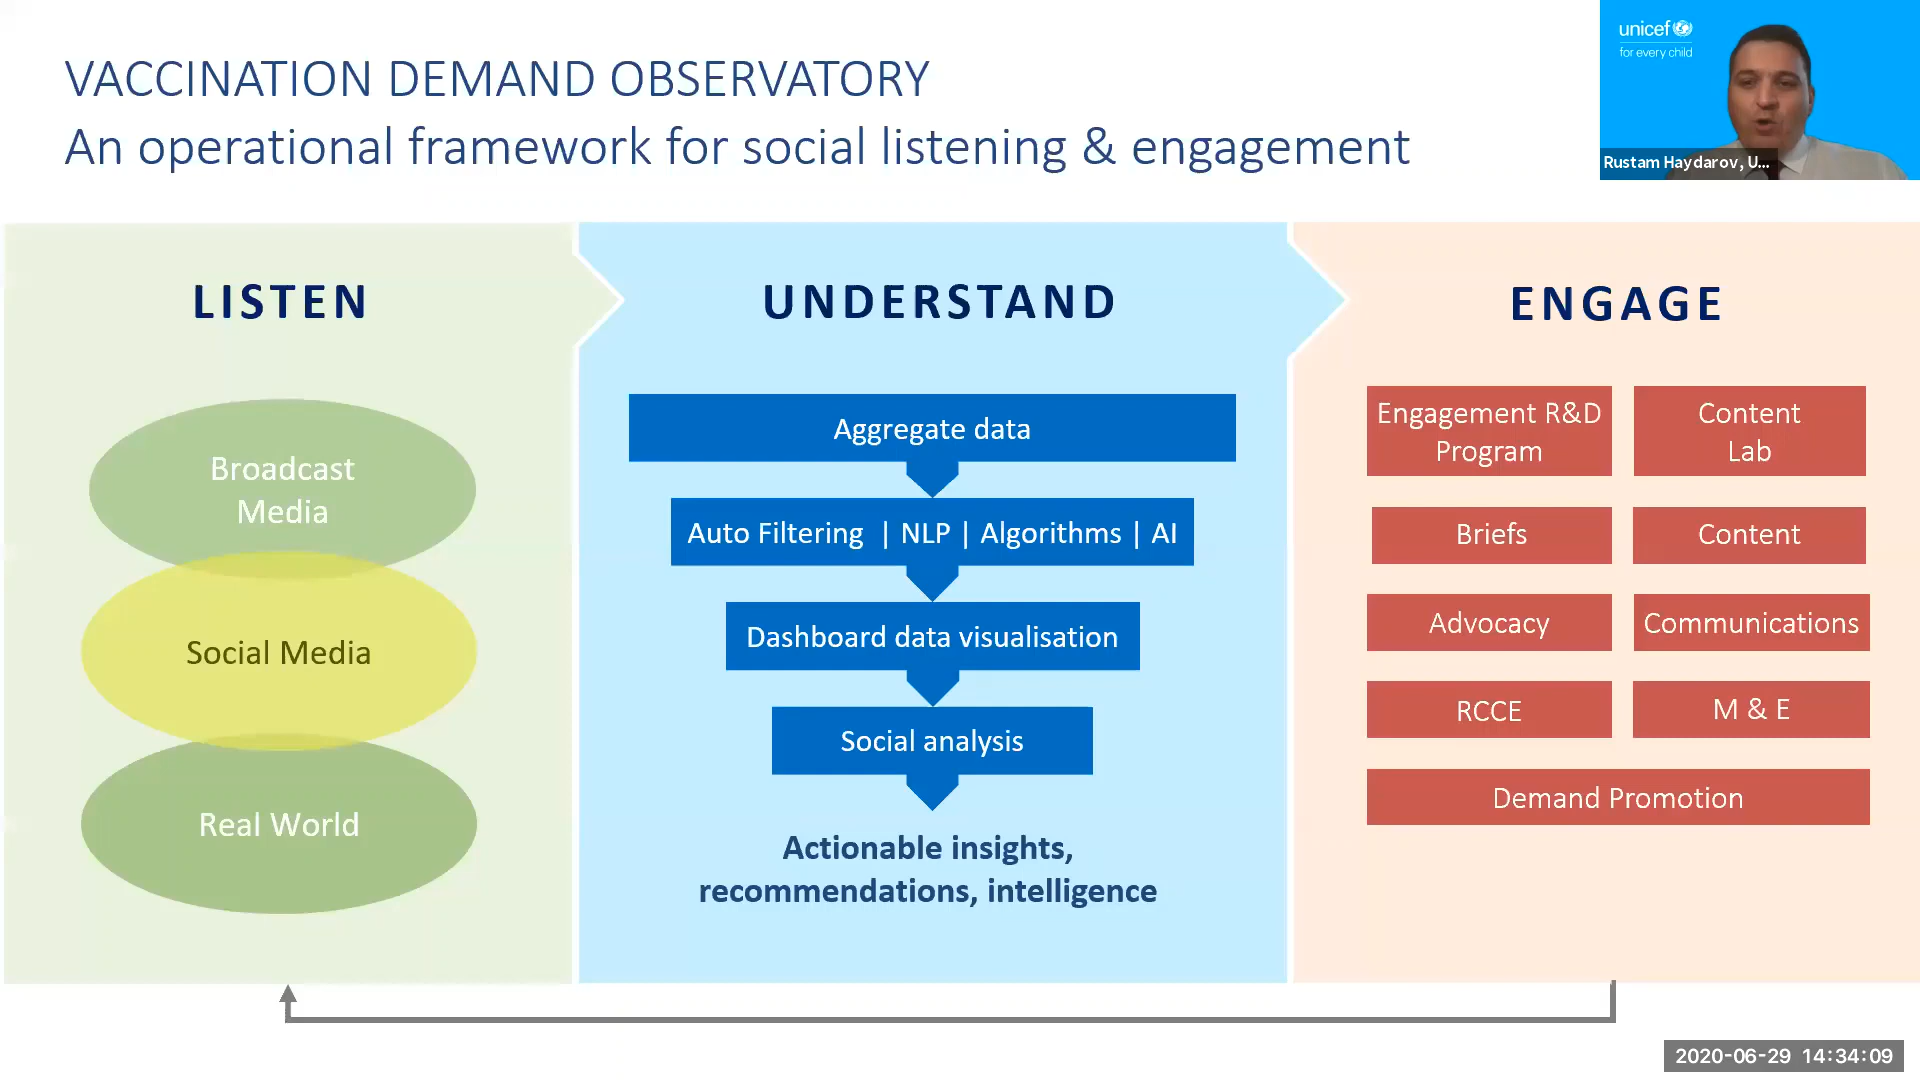 VACCINATION DEMAND OBSERVATORY
An operational framework for social listening & engagement
unicef
for every child
Rustam Haydarov, U...
LISTEN
Broadcast
Media
Social Media
Real World
UNDERSTAND
Aggregate data
Auto Filtering | NLP | Algorithms | AI
Dashboard data visualisation
Social analysis
Actionable insights,
recommendations, intelligence
ENGAGE
Engagement R&D
Program
Content
Lab
Briefs
Content
Advocacy
Communications
RCCE
M & E
Demand Promotion
2020-06-29 14:34:09